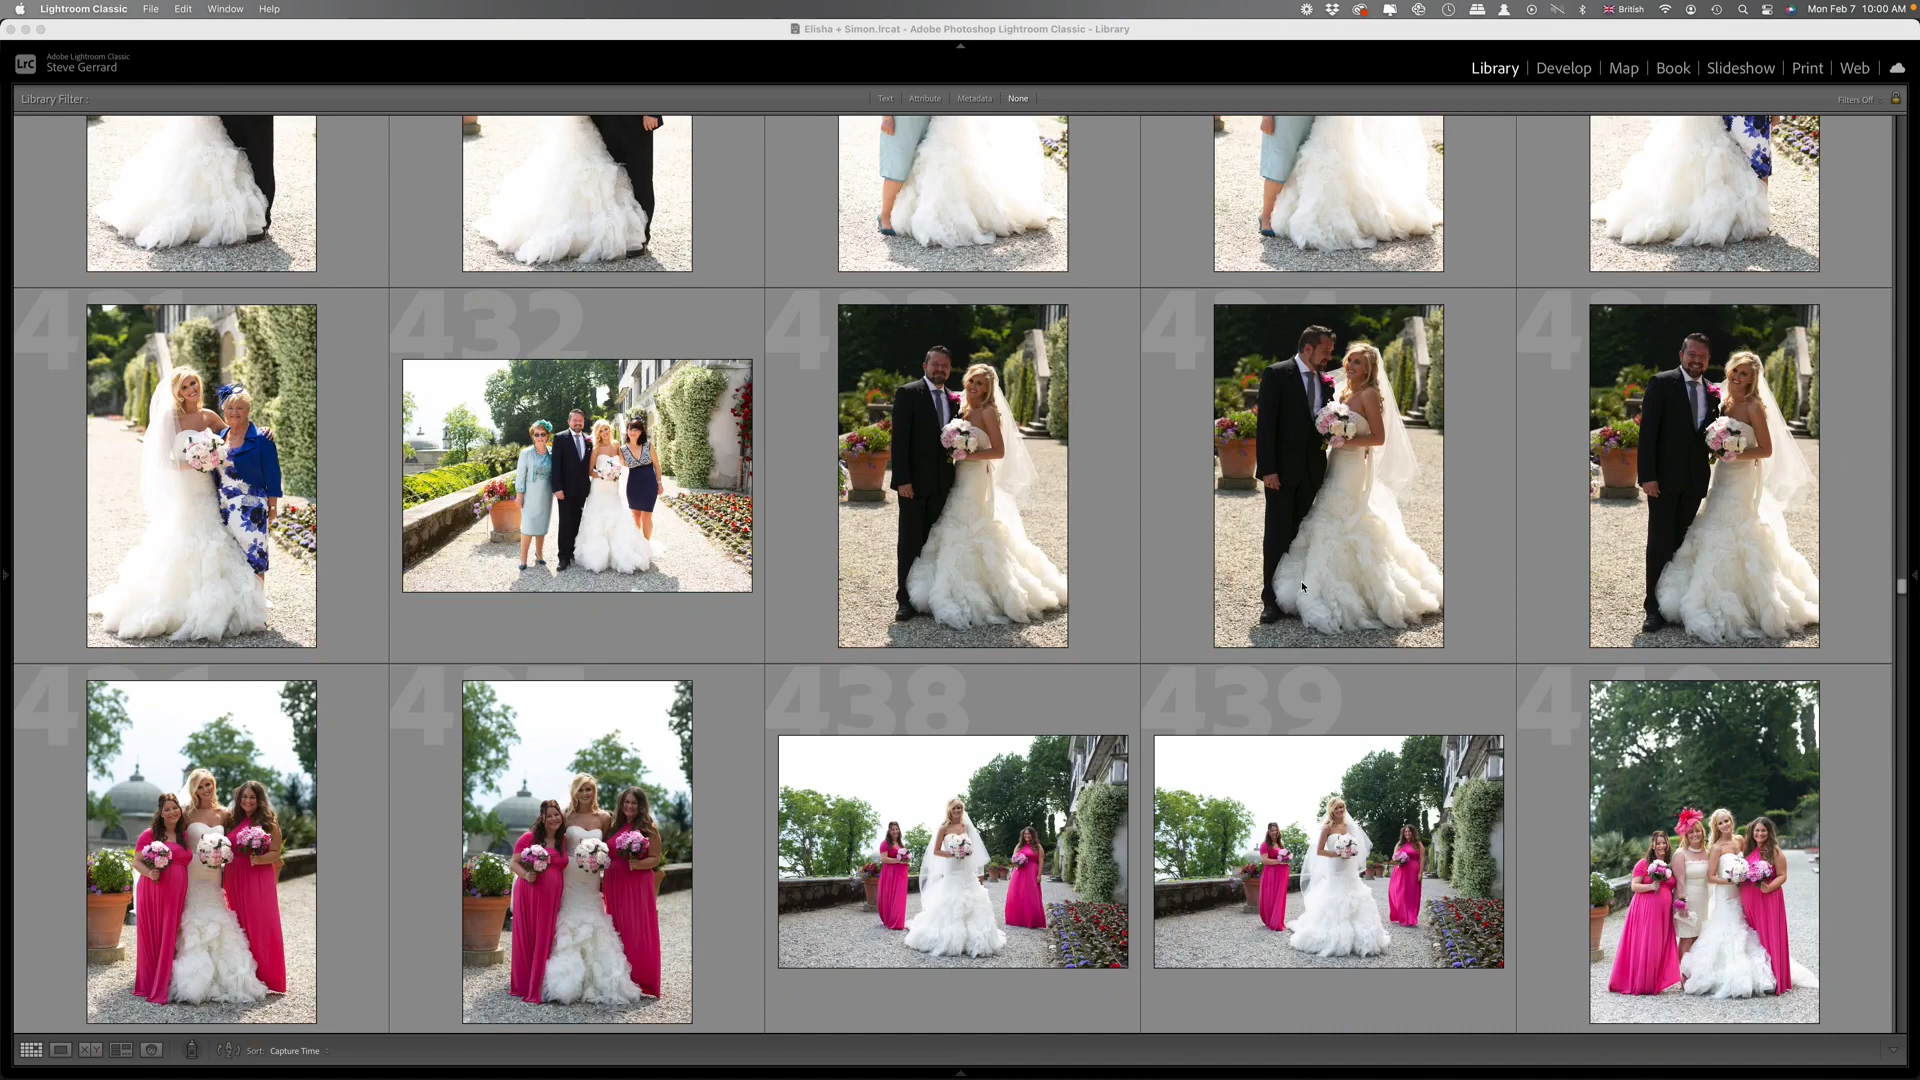 Lightroom Classic File Edit Window Help
British Mon Feb 7 10:00 AM
Elisha + Simon.lrcat - Adobe Photoshop Lightroom Classic - Library
LrC
Adobe Lightroom Classic
Steve Gerrard
Library | Develop | Map | Book | Slideshow | Print | Web
Library Filter :
Text | Attribute | Metadata | None
Filters Off
432
438
439
XY
Sort: Capture Time